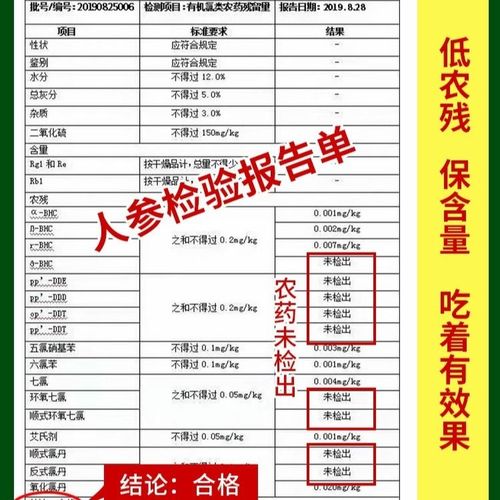 批号/编号:20190825006 检测项目:有机氯类农药残留量 报告日期:2019.8.28
项目 标准要求 结果
性状 应符合规定 -
鉴别 应符合规定 -
水分 不得过 12.0% -
总灰分 不得过 5.0% -
杂质 不得过 3.0% -
二氧化硫 不得过 150mg/kg -
含量
Rg1 和 Re 按干燥品计,总量不得少
Rb1 按干燥品计,
农残
α-BMC 0.001mg/kg
β-BMC 0.002mg/kg
r-BMC 之和不得过 0.2mg/kg 0.007mg/kg
δ-BMC 未检出
pp'-DDE 未检出
pp'-DDD 之和不得过 0.2mg/kg 未检出
op'-DDT 未检出
pp'-DDT 未检出
五氯硝基苯 不得过 0.1mg/kg 0.003mg/kg
六氯苯 不得过 0.1mg/kg 0.001mg/kg
七氯 0.004mg/kg
环氧七氯 之和不得过 0.05mg/kg 未检出
顺式环氧七氯 未检出
艾氏剂 不得过 0.05mg/kg 0.001mg/kg
顺式氯丹 未检出
反式氯丹 未检出
氧化氯丹 0.020mg/kg
人参检验报告单
农药未检出
结论:合格
低农残 保含量 吃着有效果